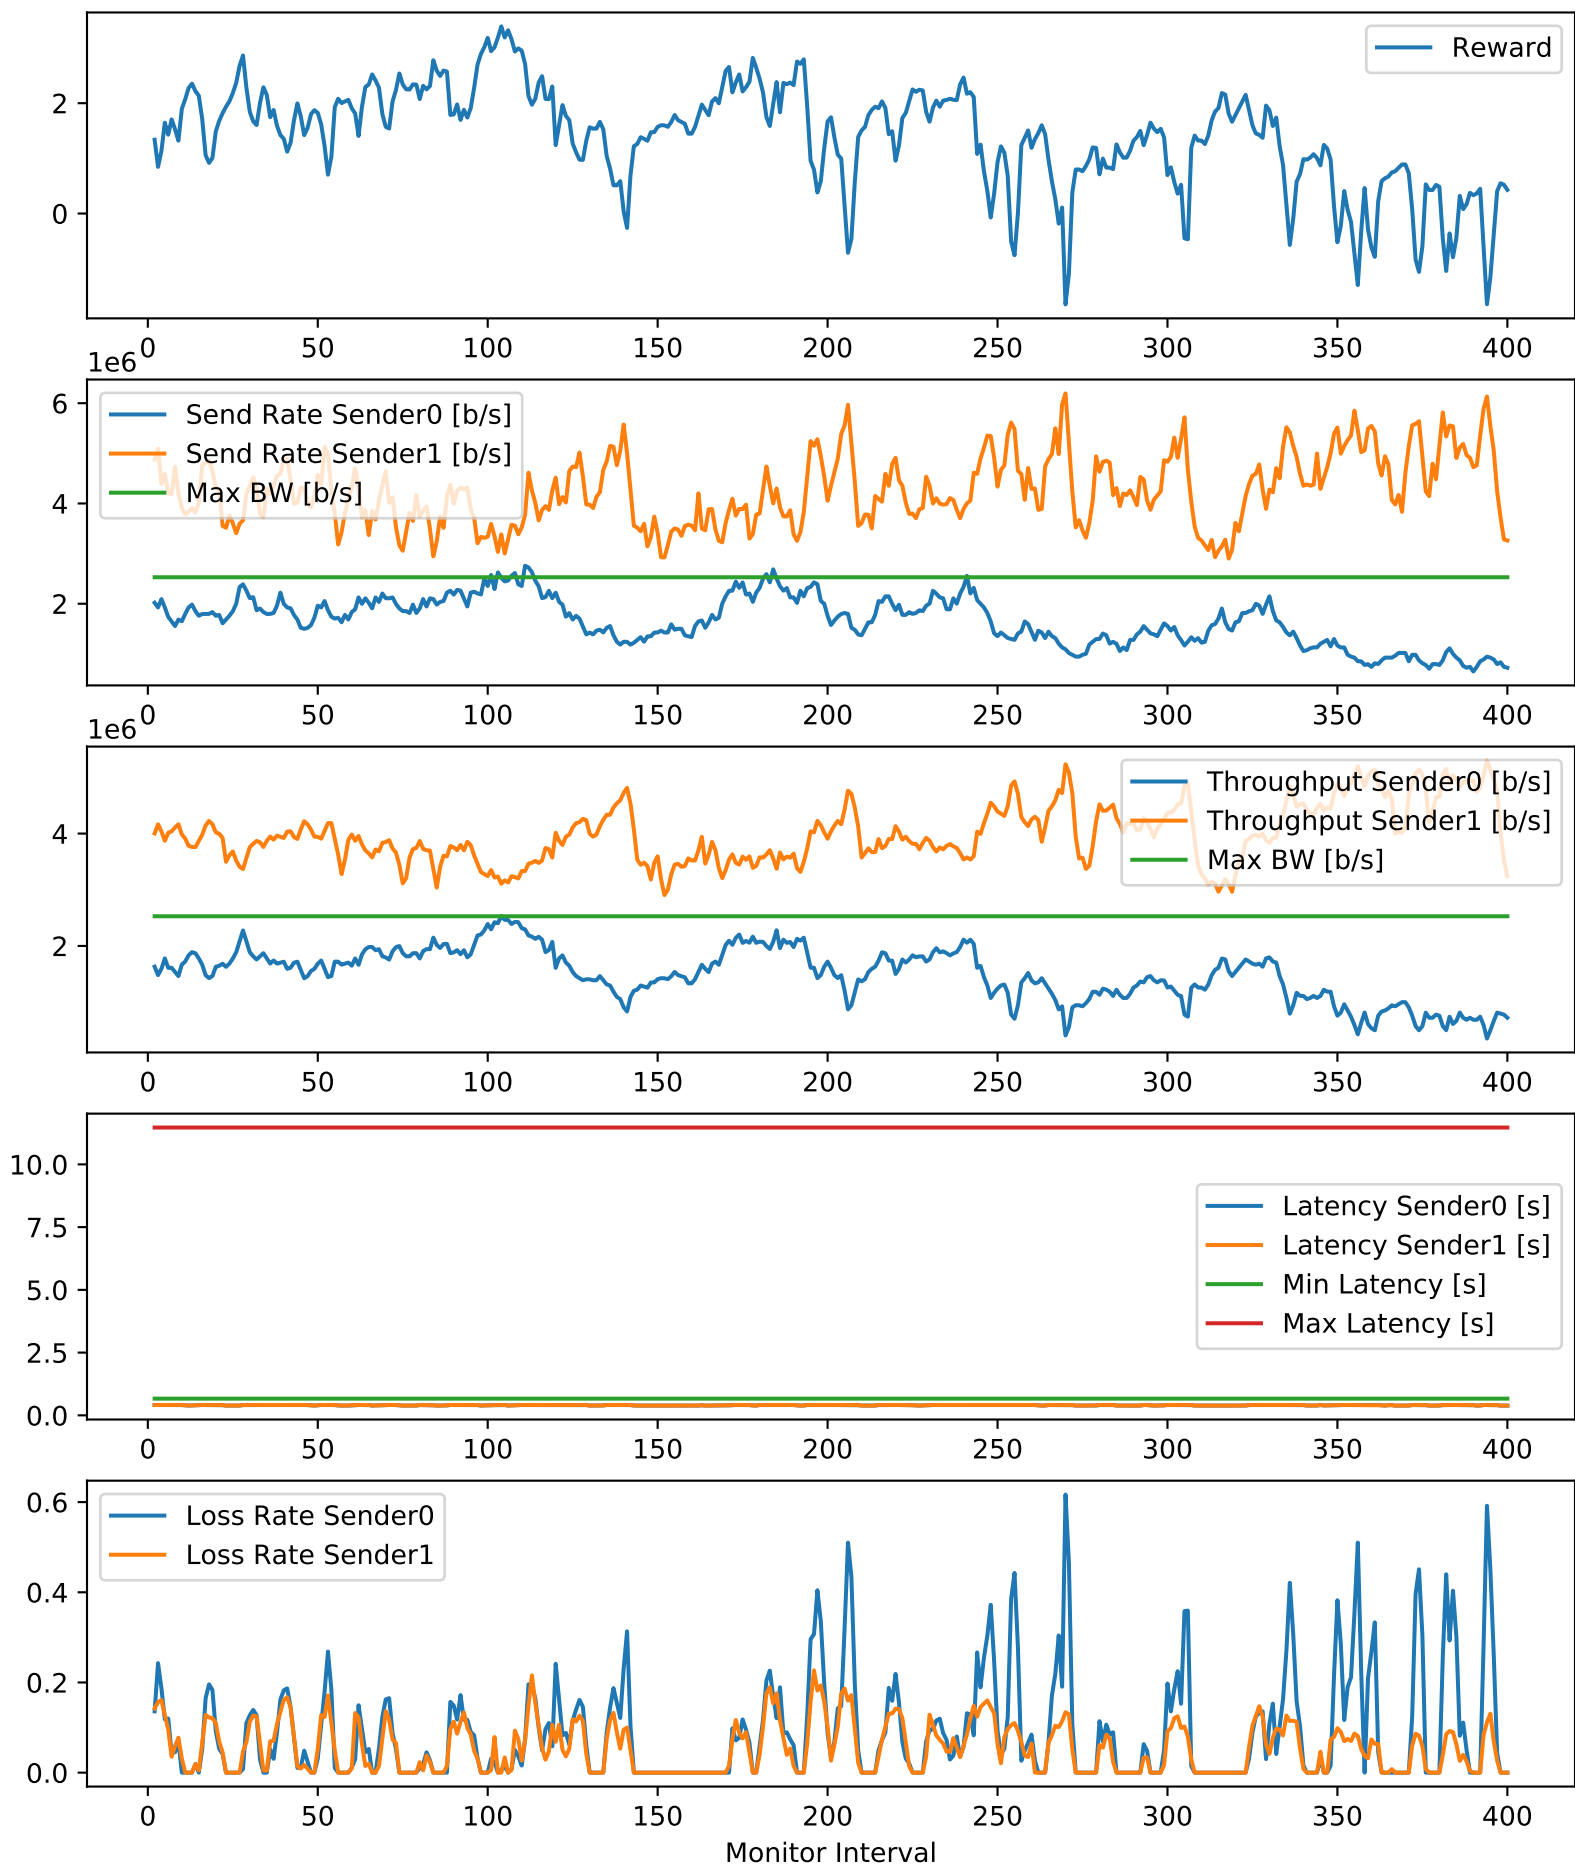 Reward
2
0
0 50 100 150 200 250 300 350 400
1e6
Send Rate Sender0 [b/s]
Send Rate Sender1 [b/s]
Max BW [b/s]
6
4
2
0 50 100 150 200 250 300 350 400
1e6
Throughput Sender0 [b/s]
Throughput Sender1 [b/s]
Max BW [b/s]
4
2
0 50 100 150 200 250 300 350 400
10.0
7.5
5.0
2.5
0.0
Latency Sender0 [s]
Latency Sender1 [s]
Min Latency [s]
Max Latency [s]
0 50 100 150 200 250 300 350 400
Loss Rate Sender0
Loss Rate Sender1
0.6
0.4
0.2
0.0
0 50 100 150 200 250 300 350 400
Monitor Interval